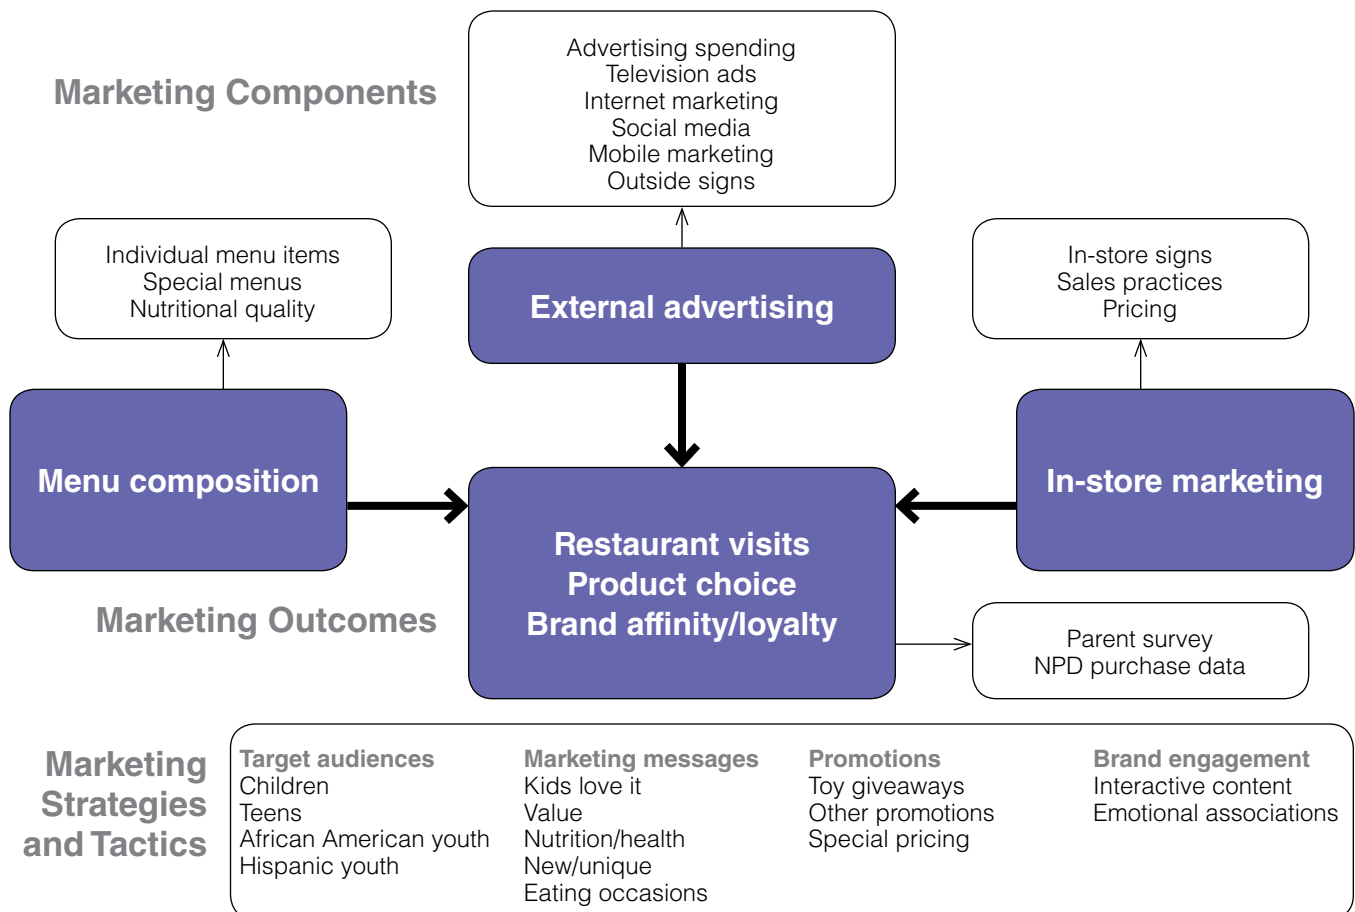 Marketing Components
Advertising spending
Television ads
Internet marketing
Social media
Mobile marketing
Outside signs
Individual menu items
Special menus
Nutritional quality
External advertising
In-store signs
Sales practices
Pricing
Menu composition
In-store marketing
Restaurant visits
Product choice
Brand affinity/loyalty
Marketing Outcomes
Parent survey
NPD purchase data
Marketing
Strategies
and Tactics
Target audiences
Children
Teens
African American youth
Hispanic youth
Marketing messages
Kids love it
Value
Nutrition/health
New/unique
Eating occasions
Promotions
Toy giveaways
Other promotions
Special pricing
Brand engagement
Interactive content
Emotional associations